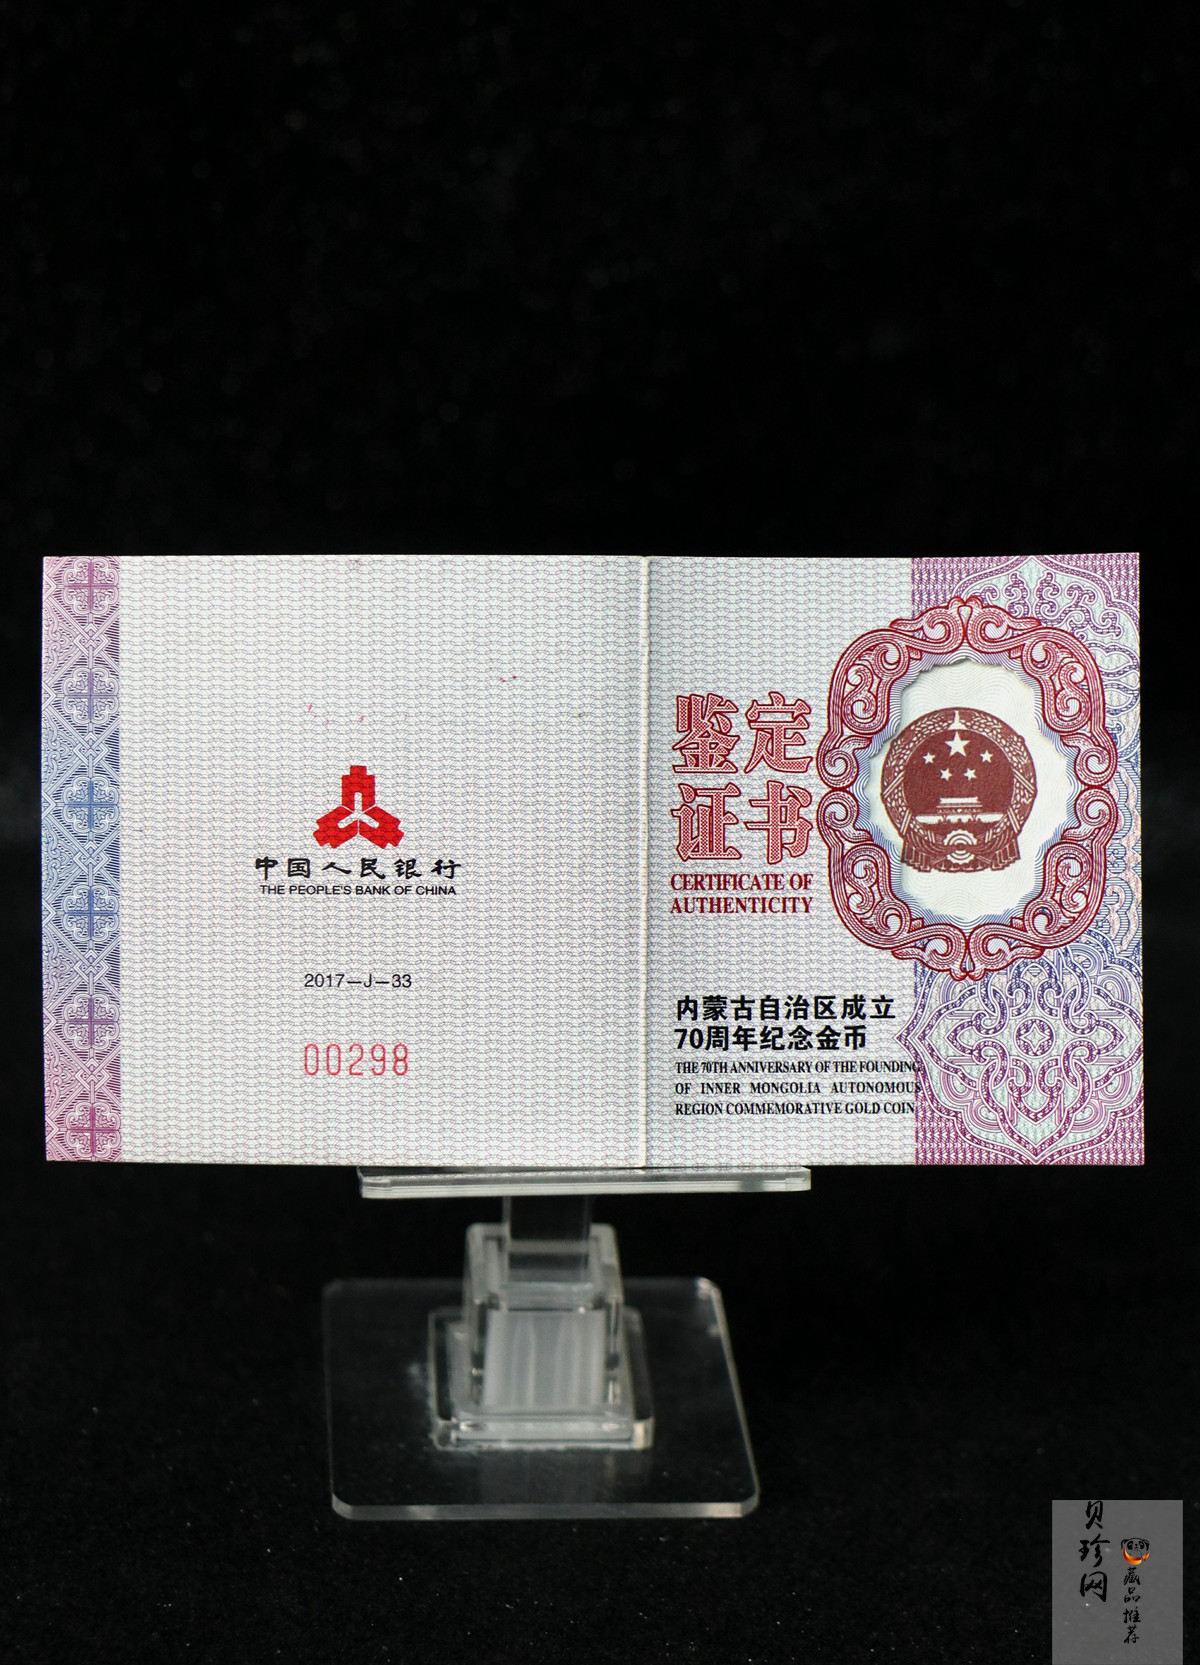 中国人民银行
THE PEOPLE'S BANK OF CHINA
2017—J—33
00298
鉴定
证书
CERTIFICATE OF
AUTHENTICITY
内蒙古自治区成立
70周年纪念金币
THE 70TH ANNIVERSARY OF THE FOUNDING
OF INNER MONGOLIA AUTONOMOUS
REGION COMMEMORATIVE GOLD COIN
贝珍网
藏品推荐